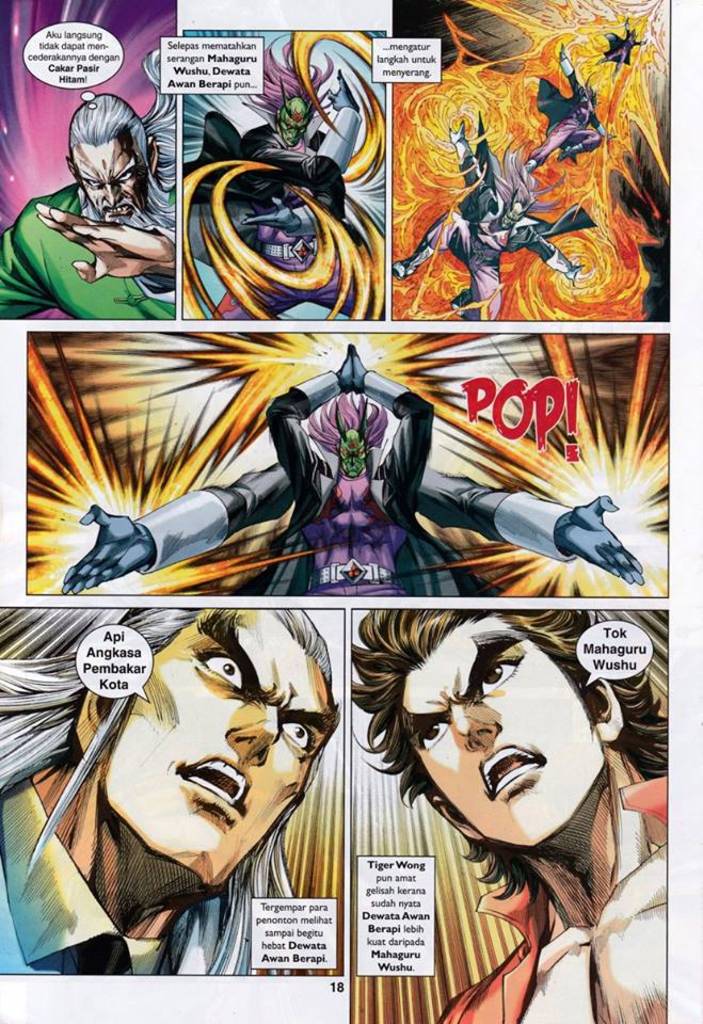 Aku langsung
tidak dapat men-
cederakannya dengan
Cakar Pasir
Hitam!
Selepas mematahkan
serangan Mahaguru
Wushu, Dewata
Awan Berapi pun...
...mengatur
langkah untuk
menyerang.
POP!
Api
Angkasa
Pembakar
Kota
Tergempar para
penonton melihat
sampai begitu
hebat Dewata
Awan Berapi.
Tok
Mahaguru
Wushu
Tiger Wong
pun amat
gelisah kerana
sudah nyata
Dewata Awan
Berapi lebih
kuat daripada
Mahaguru
Wushu.
18